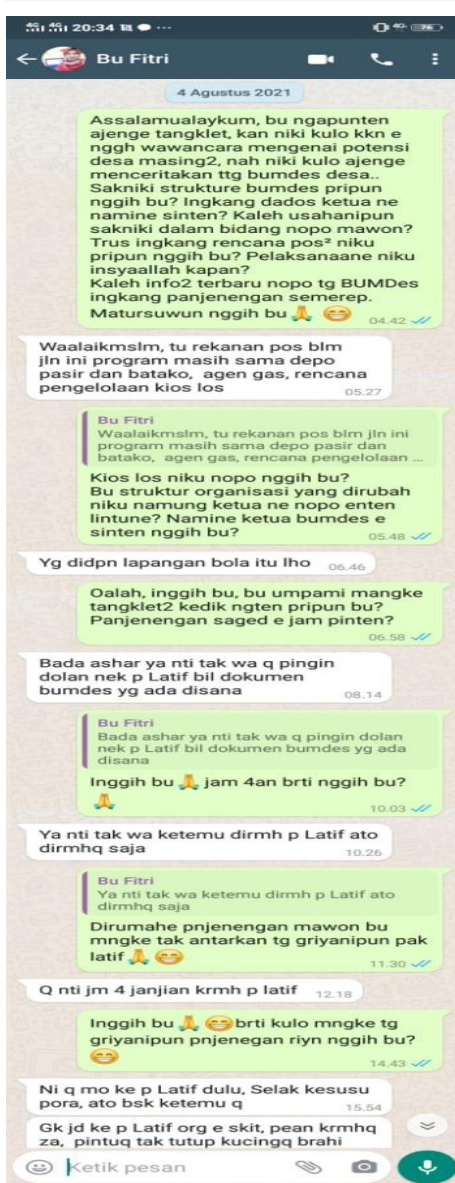 20:34
76
Bu Fitri
4 Agustus 2021
Assalamualaykum, bu ngapunten
ajenge tangklet, kan niki kulo kkn e
nggh wawancara mengenai potensi
desa masing2, nah niki kulo ajenge
menceritakan ttg bumdes desa..
Sakniki strukture bumdes pripun
nggih bu? Ingkang dados ketua ne
namine sinten? Kaleh usahanipun
sakniki dalam bidang nopo mawon?
Trus ingkang rencana pos² niku
pripun nggih bu? Pelaksanaane niku
insyaallah kapan?
Kaleh info2 terbaru nopo tg BUMDes
ingkang panjenengan semerep.
Matursuwun nggih bu🙏 😁
04.42
Waalaikmslm, tu rekanan pos blm
jln ini program masih sama depo
pasir dan batako,  agen gas, rencana
pengelolaan kios los
05.27
Bu Fitri
Waalaikmslm, tu rekanan pos blm jln ini
program masih sama depo pasir dan
batako,  agen gas, rencana pengelolaan ...
Kios los niku nopo nggih bu?
Bu struktur organisasi yang dirubah
niku namung ketua ne nopo enten
lintune? Namine ketua bumdes e
sinten nggih bu?
05.48
Yg didpn lapangan bola itu lho
06.46
Oalah, inggih bu, bu umpami mangke
tangklet2 kedik ngten pripun bu?
Panjenengan saged e jam pinten?
06.58
Bada ashar ya nti tak wa q pingin
dolan nek p Latif bil dokumen
bumdes yg ada disana
08.14
Bu Fitri
Bada ashar ya nti tak wa q pingin dolan
nek p Latif bil dokumen bumdes yg ada
disana
Inggih bu🙏 jam 4an brti nggih bu?
🙏
10.03
Ya nti tak wa ketemu dirmh p Latif ato
dirmhq saja
10.26
Bu Fitri
Ya nti tak wa ketemu dirmh p Latif ato
dirmhq saja
Dirumahe pnjenengan mawon bu
mngke tak antarkan tg griyanipun pak
latif🙏 😁
11.30
Q nti jm 4 janjian krmh p latif
12.18
Inggih bu🙏 😁brti kulo mngke tg
griyanipun pnjenegan riyn nggih bu?
😁
14.43
Ni q mo ke p Latif dulu, Selak kesusu
pora, ato bsk ketemu q
15.54
Gk jd ke p Latif org e skit, pean krmhq
za, pintuq tak tutup kucingq brahi
Ketik pesan